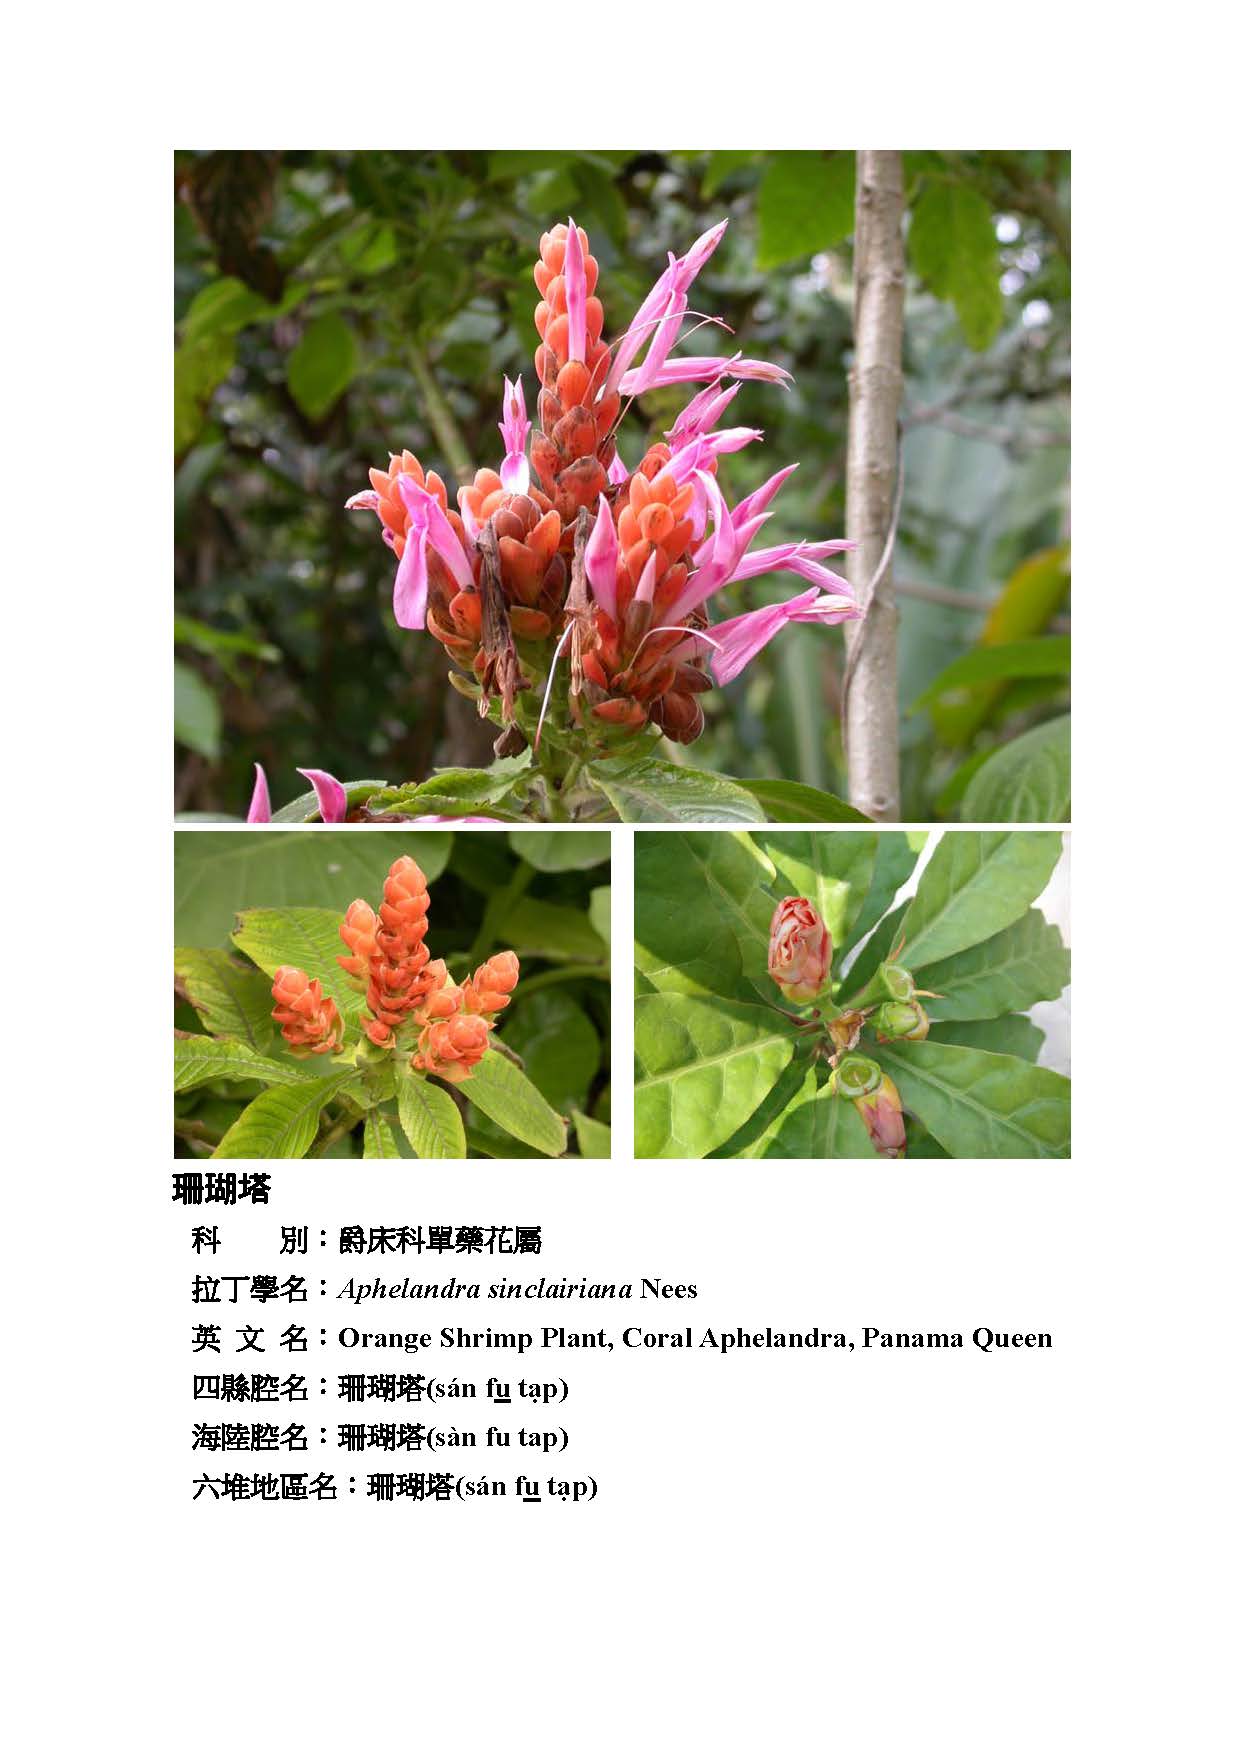 珊瑚塔
科　　別：爵床科單藥花屬
拉丁學名：Aphelandra sinclairiana Nees
英 文 名：Orange Shrimp Plant, Coral Aphelandra, Panama Queen
四縣腔名：珊瑚塔(sán fu̲ tạp)
海陸腔名：珊瑚塔(sàn fu tap)
六堆地區名：珊瑚塔(sán fu̲ tạp)